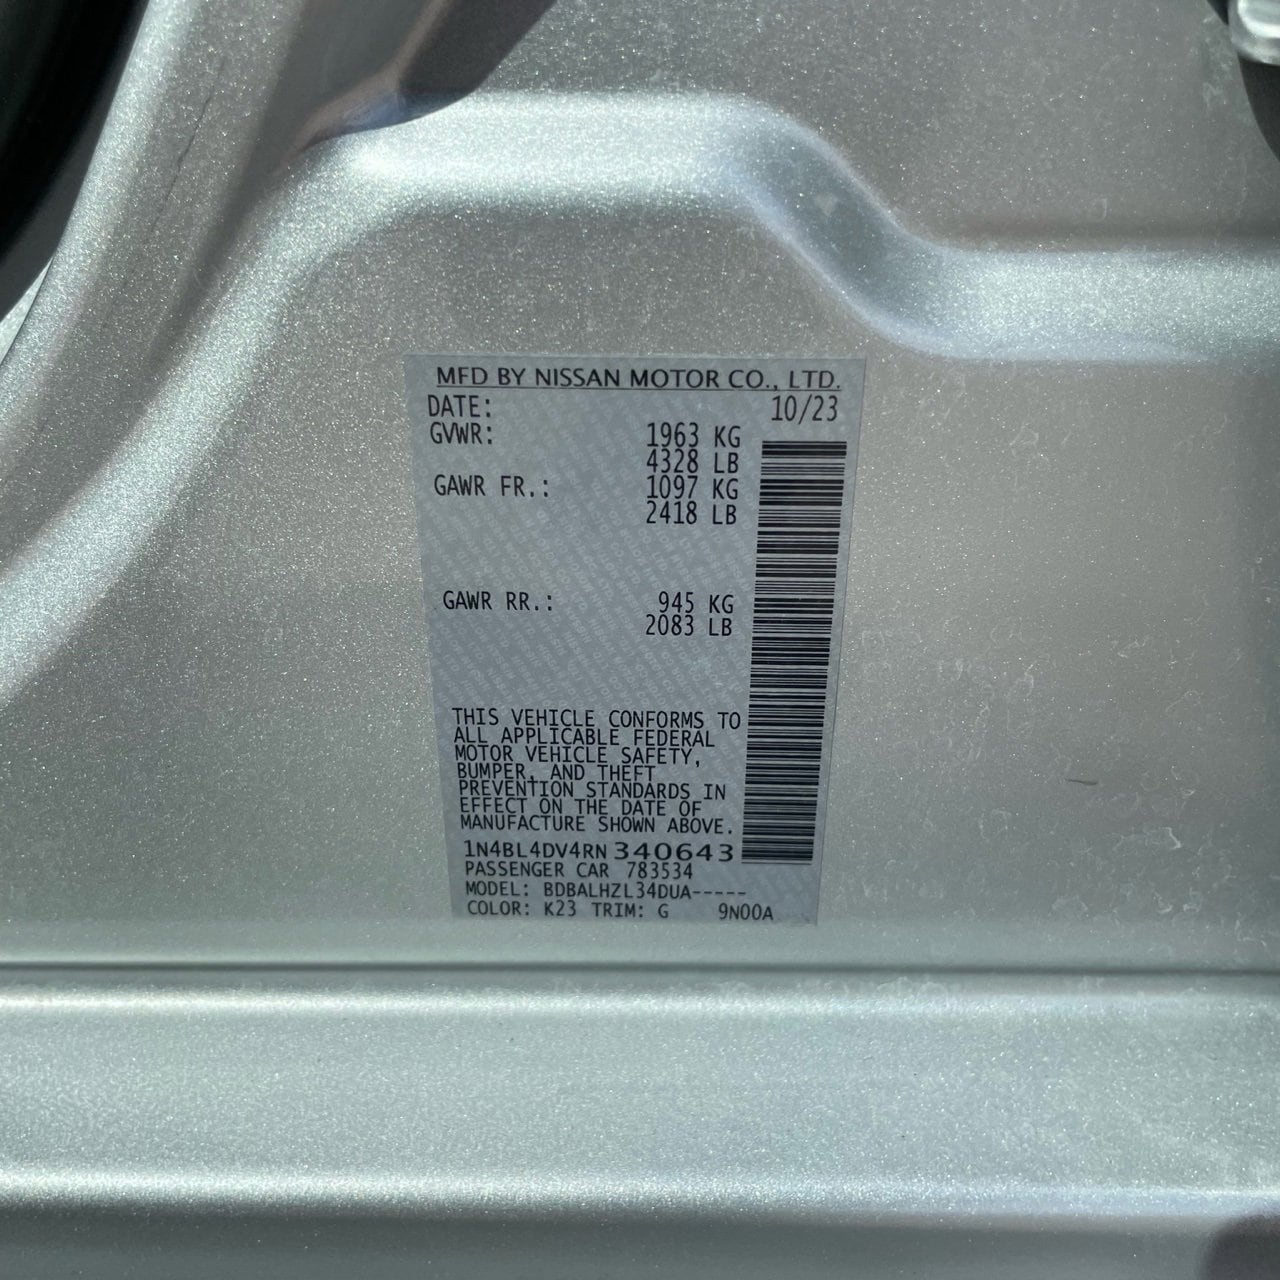 MFD BY NISSAN MOTOR CO., LTD.
DATE: 10/23
GVWR: 1963 KG
4328 LB
GAWR FR.: 1097 KG
2418 LB
GAWR RR.: 945 KG
2083 LB
THIS VEHICLE CONFORMS TO
ALL APPLICABLE FEDERAL
MOTOR VEHICLE SAFETY,
BUMPER, AND THEFT
PREVENTION STANDARDS IN
EFFECT ON THE DATE OF
MANUFACTURE SHOWN ABOVE.
1N4BL4DV4RN340643
PASSENGER CAR 783534
MODEL: BDBALHZL34DUA-----
COLOR: K23 TRIM: G 9N00A